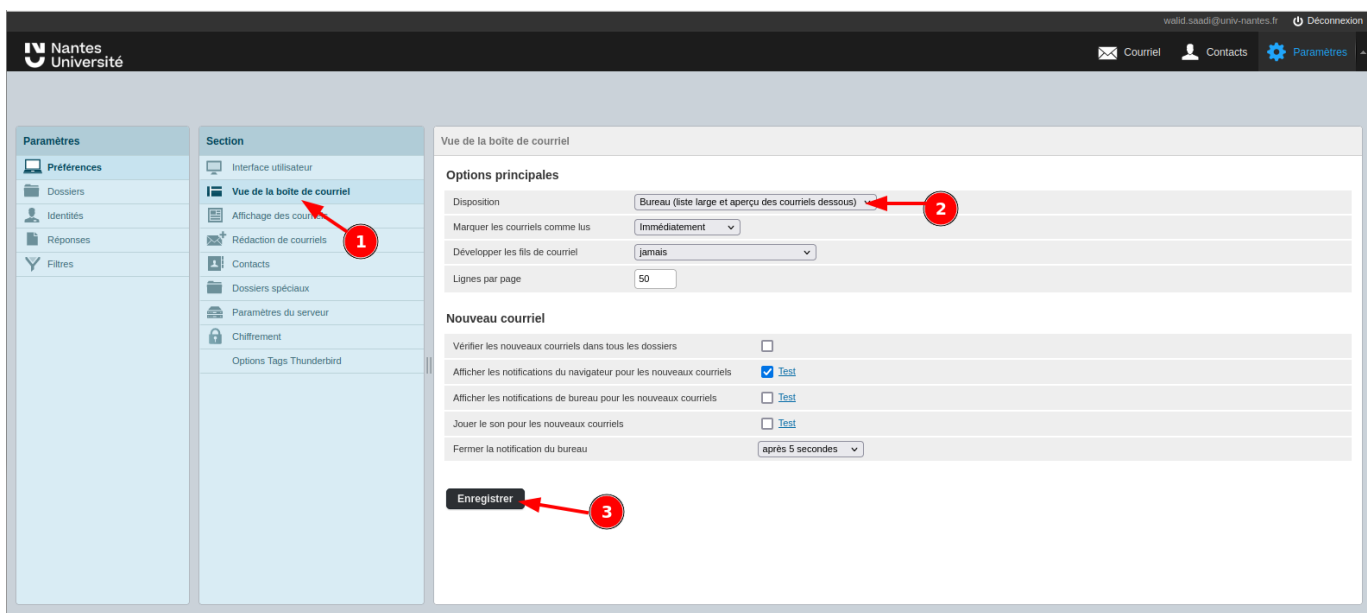 walid.saadi@univ-nantes.fr Déconnexion
Nantes
Université
Courriel Contacts Paramètres
Paramètres
Préférences
Dossiers
Identités
Réponses
Filtres
Section
Interface utilisateur
Vue de la boîte de courriel
Affichage des courriels
1
Rédaction de courriels
Contacts
Dossiers spéciaux
Paramètres du serveur
Chiffrement
Options Tags Thunderbird
Vue de la boîte de courriel
Options principales
Disposition Bureau (liste large et aperçu des courriels dessous)
2
Marquer les courriels comme lus Immédiatement
Développer les fils de courriel jamais
Lignes par page 50
Nouveau courriel
Vérifier les nouveaux courriels dans tous les dossiers
Afficher les notifications du navigateur pour les nouveaux courriels Test
Afficher les notifications de bureau pour les nouveaux courriels Test
Jouer le son pour les nouveaux courriels Test
Fermer la notification du bureau après 5 secondes
Enregistrer
3